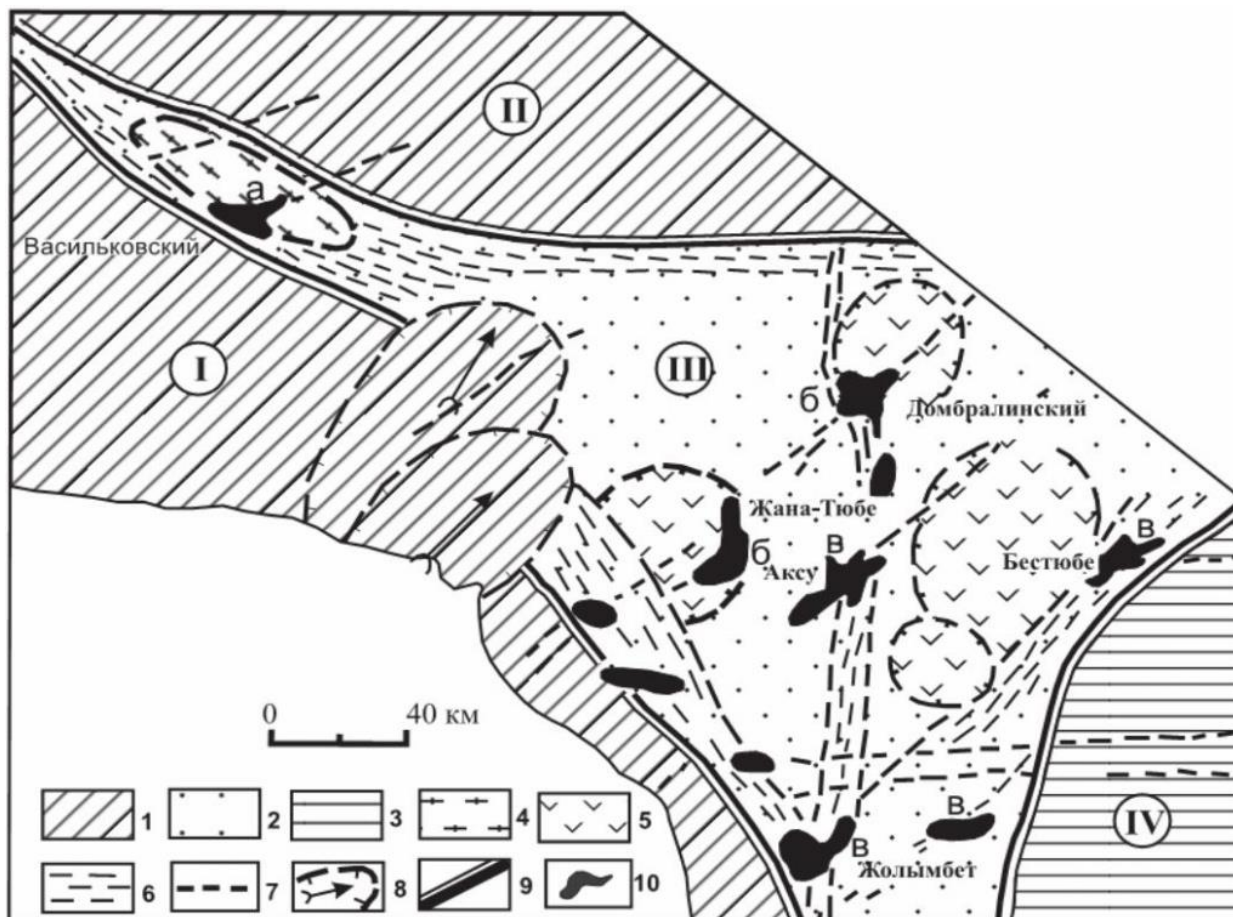 II
а
Васильковский
I
III
б
Домбралинский
Жана-Тюбе
б
в
Аксу
в
Бестюбе
0 40 км
в
в
Жолымбет
IV
1 2 3 4 5
6 7 8 9 10